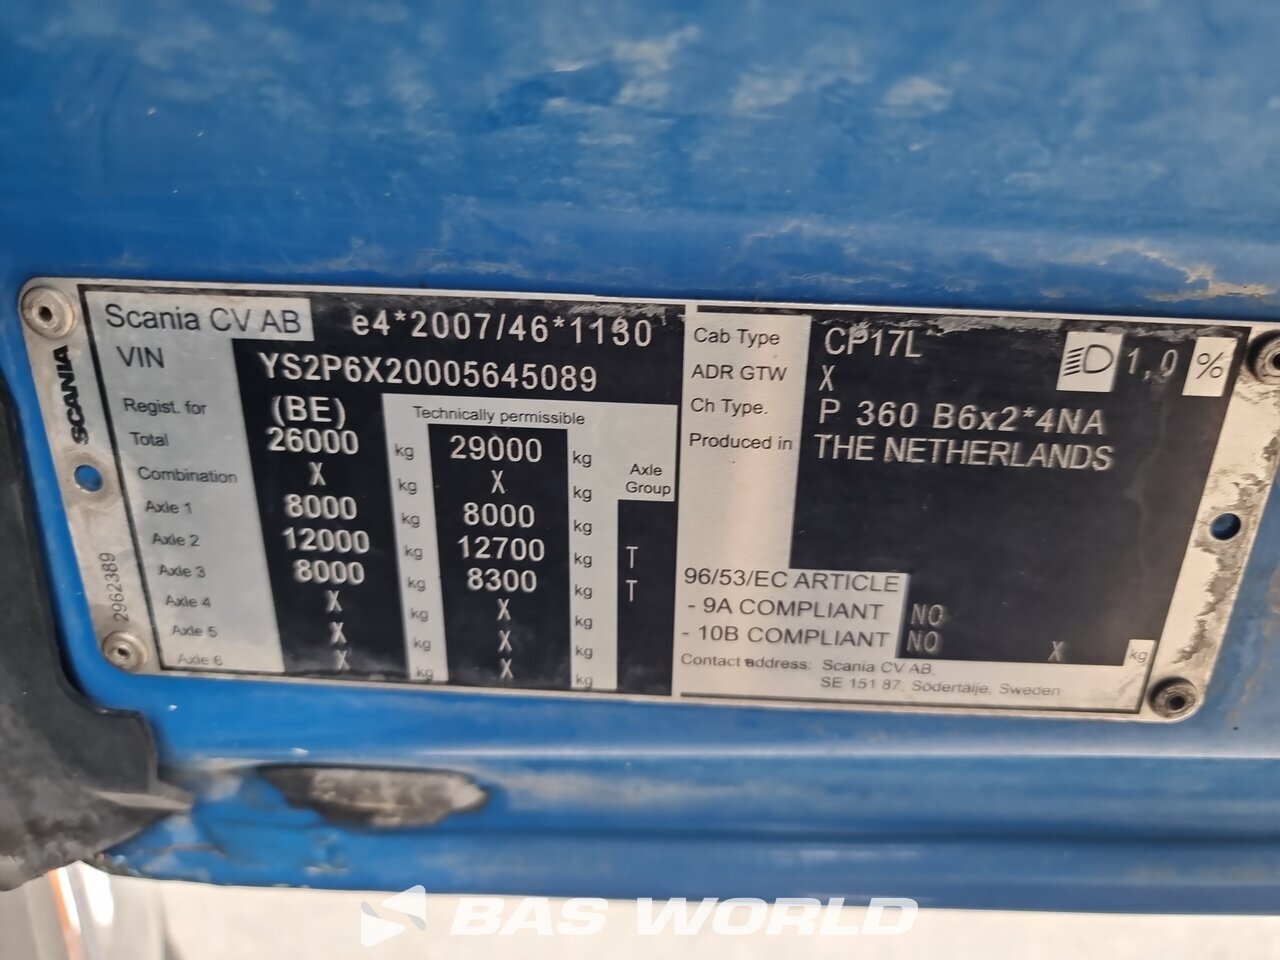 Scania CV AB e4*2007/46*1130
VIN YS2P6X20005645089
Regist. for (BE) Technically permissible
Total 26000 kg 29000 kg Axle Group
Combination X kg X kg
Axle 1 8000 kg 8000 kg
Axle 2 12000 kg 12700 kg T
Axle 3 8000 kg 8300 kg T
Axle 4 X kg X kg
Axle 5 X kg X kg
Axle 6 X kg X kg
SCANIA
2962389
Cab Type CP17L 1,0 %
ADR GTW X
Ch Type. P 360 B6x2*4NA
Produced in THE NETHERLANDS
96/53/EC ARTICLE
- 9A COMPLIANT NO
- 10B COMPLIANT NO X kg
Contact address: Scania CV AB,
SE 151 87, Södertälje, Sweden
BAS WORLD